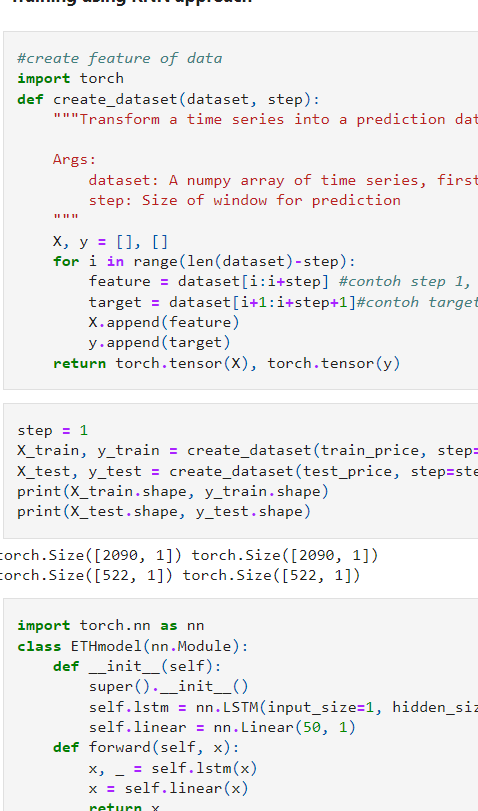 Training using RNN approach
#create feature of data
import torch
def create_dataset(dataset, step):
    """Transform a time series into a prediction
    Args:
        dataset: A numpy array of time series, first
        step: Size of window for prediction
    """
    X, y = [], []
    for i in range(len(dataset)-step):
        feature = dataset[i:i+step] #contoh step 1,
        target = dataset[i+1:i+step+1]#contoh target
        X.append(feature)
        y.append(target)
    return torch.tensor(X), torch.tensor(y)
step = 1
X_train, y_train = create_dataset(train_price, step=
X_test, y_test = create_dataset(test_price, step=ste
print(X_train.shape, y_train.shape)
print(X_test.shape, y_test.shape)
torch.Size([2090, 1]) torch.Size([2090, 1])
torch.Size([522, 1]) torch.Size([522, 1])
import torch.nn as nn
class ETHmodel(nn.Module):
    def __init__(self):
        super().__init__()
        self.lstm = nn.LSTM(input_size=1, hidden_siz
        self.linear = nn.Linear(50, 1)
    def forward(self, x):
        x, _ = self.lstm(x)
        x = self.linear(x)
        return x